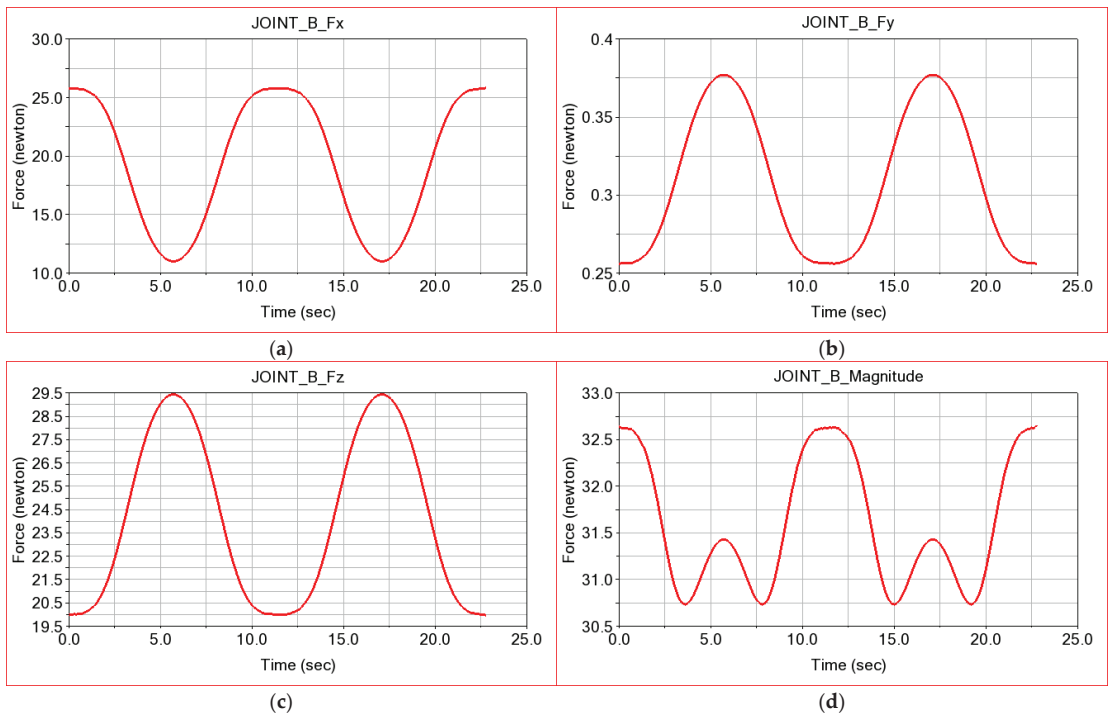 JOINT_B_Fx
30.0
25.0
20.0
15.0
10.0
Force (newton)
0.0 5.0 10.0 15.0 20.0 25.0
Time (sec)
(a)
JOINT_B_Fy
0.4
0.35
0.3
0.25
Force (newton)
0.0 5.0 10.0 15.0 20.0 25.0
Time (sec)
(b)
JOINT_B_Fz
29.5
28.5
27.5
26.5
25.5
24.5
23.5
22.5
21.5
20.5
19.5
Force (newton)
0.0 5.0 10.0 15.0 20.0 25.0
Time (sec)
(c)
JOINT_B_Magnitude
33.0
32.5
32.0
31.5
31.0
30.5
Force (newton)
0.0 5.0 10.0 15.0 20.0 25.0
Time (sec)
(d)